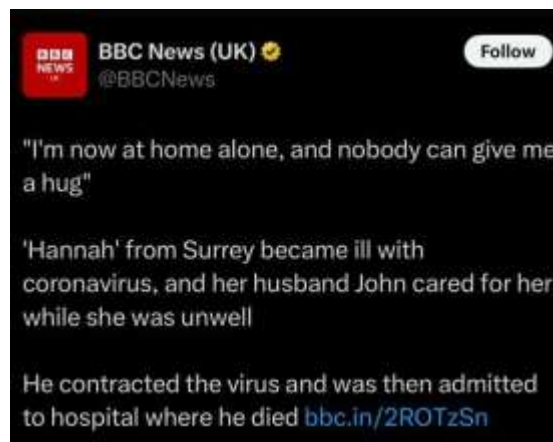 BBC
NEWS
BBC News (UK)
@BBCNews
Follow
"I'm now at home alone, and nobody can give me
a hug"
'Hannah' from Surrey became ill with
coronavirus, and her husband John cared for her
while she was unwell
He contracted the virus and was then admitted
to hospital where he died bbc.in/2ROTzSn